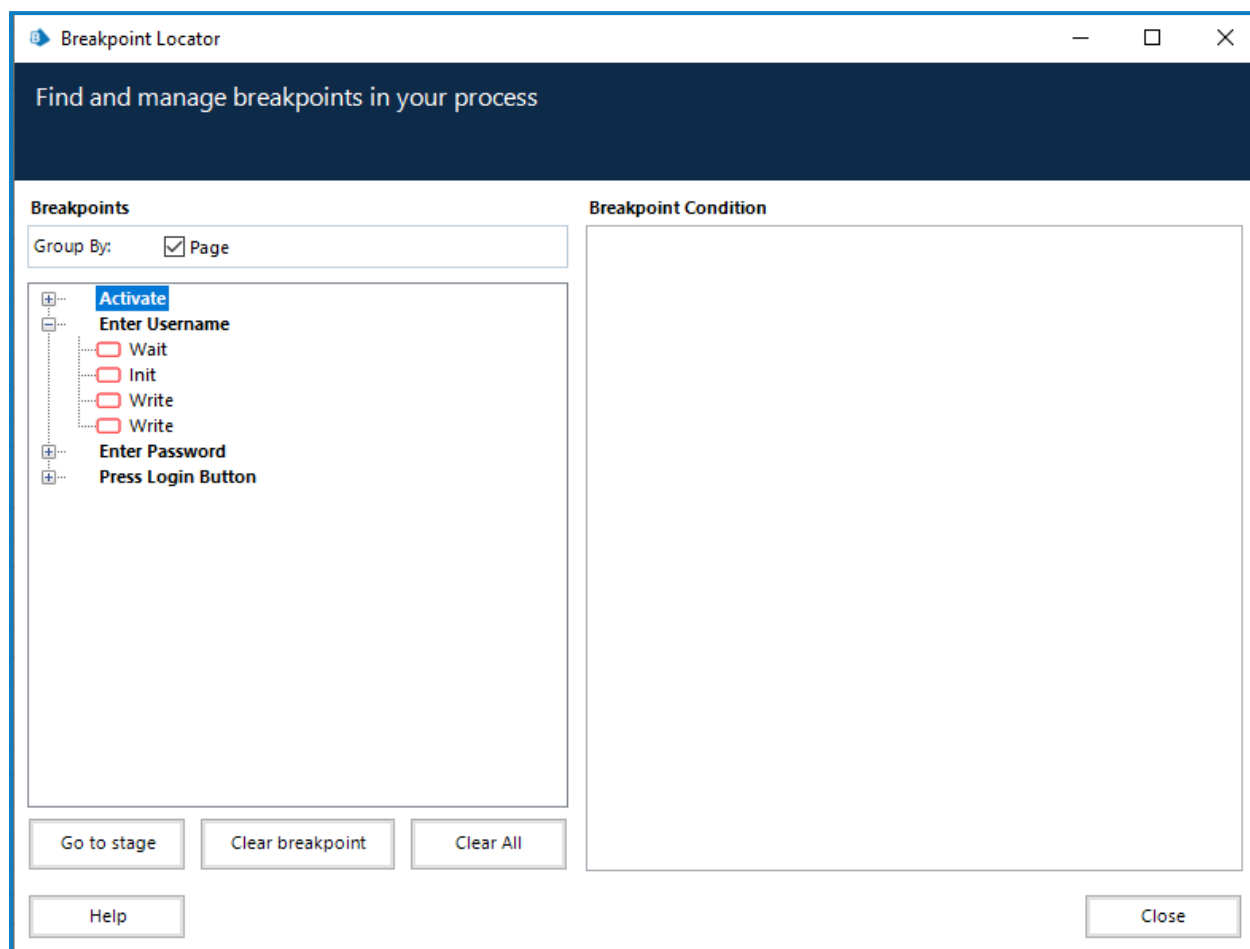 Breakpoint Locator
Find and manage breakpoints in your process
Breakpoints
Group By: Page
Activate
Enter Username
Wait
Init
Write
Write
Enter Password
Press Login Button
Go to stage Clear breakpoint Clear All
Breakpoint Condition
Help Close